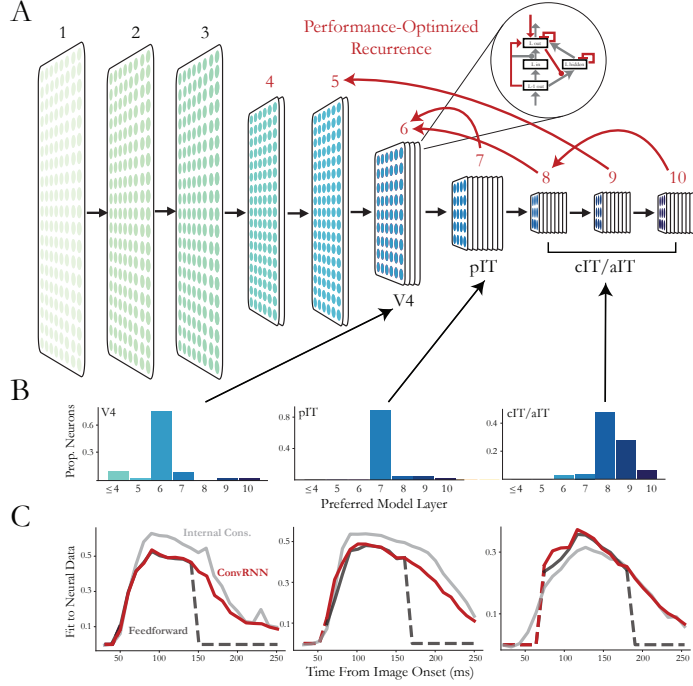 A
1
2
3
4
5
6
7
8
9
10
Performance-Optimized
Recurrence
L out
L in
L hidden
L-1 out
V4
pIT
cIT/aIT
B
Prop. Neurons
V4
0.6
0.2
≤4 5 6 7 8 9 10
pIT
0.8
0.4
≤4 5 6 7 8 9 10
cIT/aIT
0.4
0.2
≤4 5 6 7 8 9 10
Preferred Model Layer
C
Fit to Neural Data
0.5
0.3
0.1
Internal Cons.
ConvRNN
Feedforward
50 100 150 200 250
0.5
0.3
0.1
50 100 150 200 250
0.3
0.1
50 100 150 200 250
Time From Image Onset (ms)